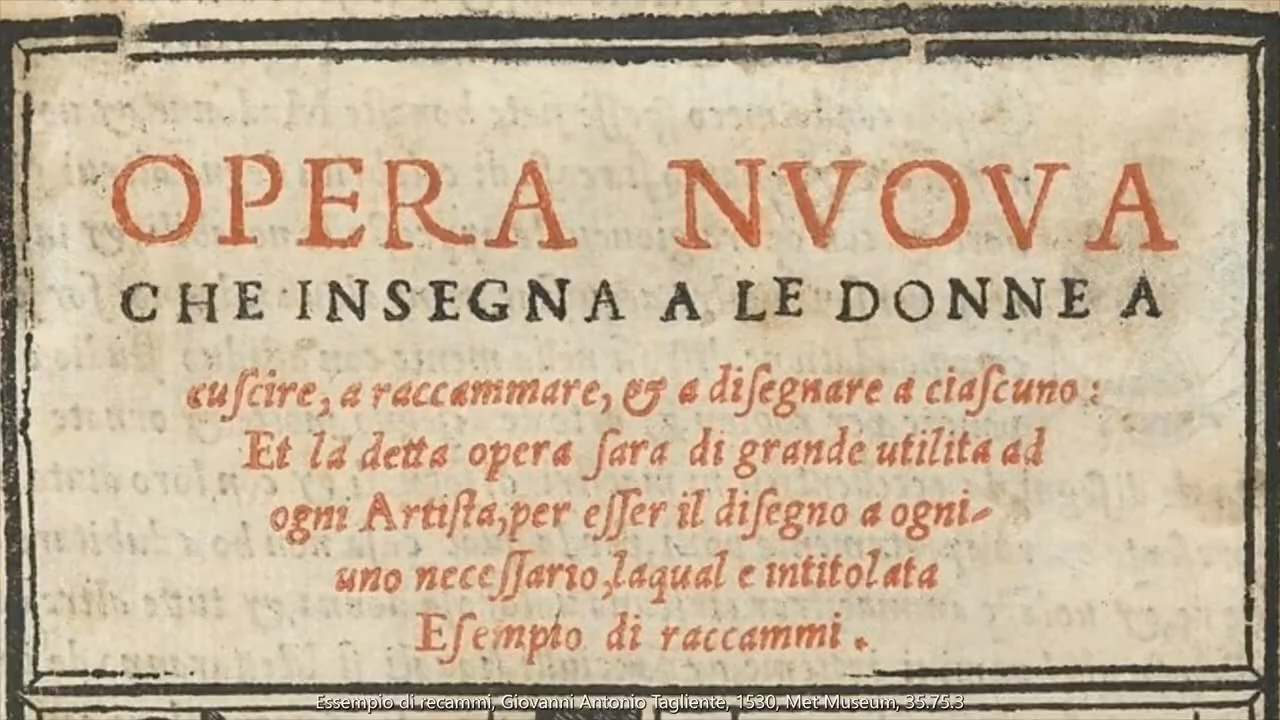 OPERA NVOVA
CHE INSEGNA A LE DONNE A
cuſcire, a raccammare, & a diſegnare a ciaſcuno:
Et la detta opera ſara di grande utilita ad
ogni Artiſta, per eſſer il diſegno a ogni-
uno neceſſario, laqual e intitolata
Eſempio di raccammi.
Essempio di recammi, Giovanni Antonio Tagliente, 1530, Met Museum, 35.75.3